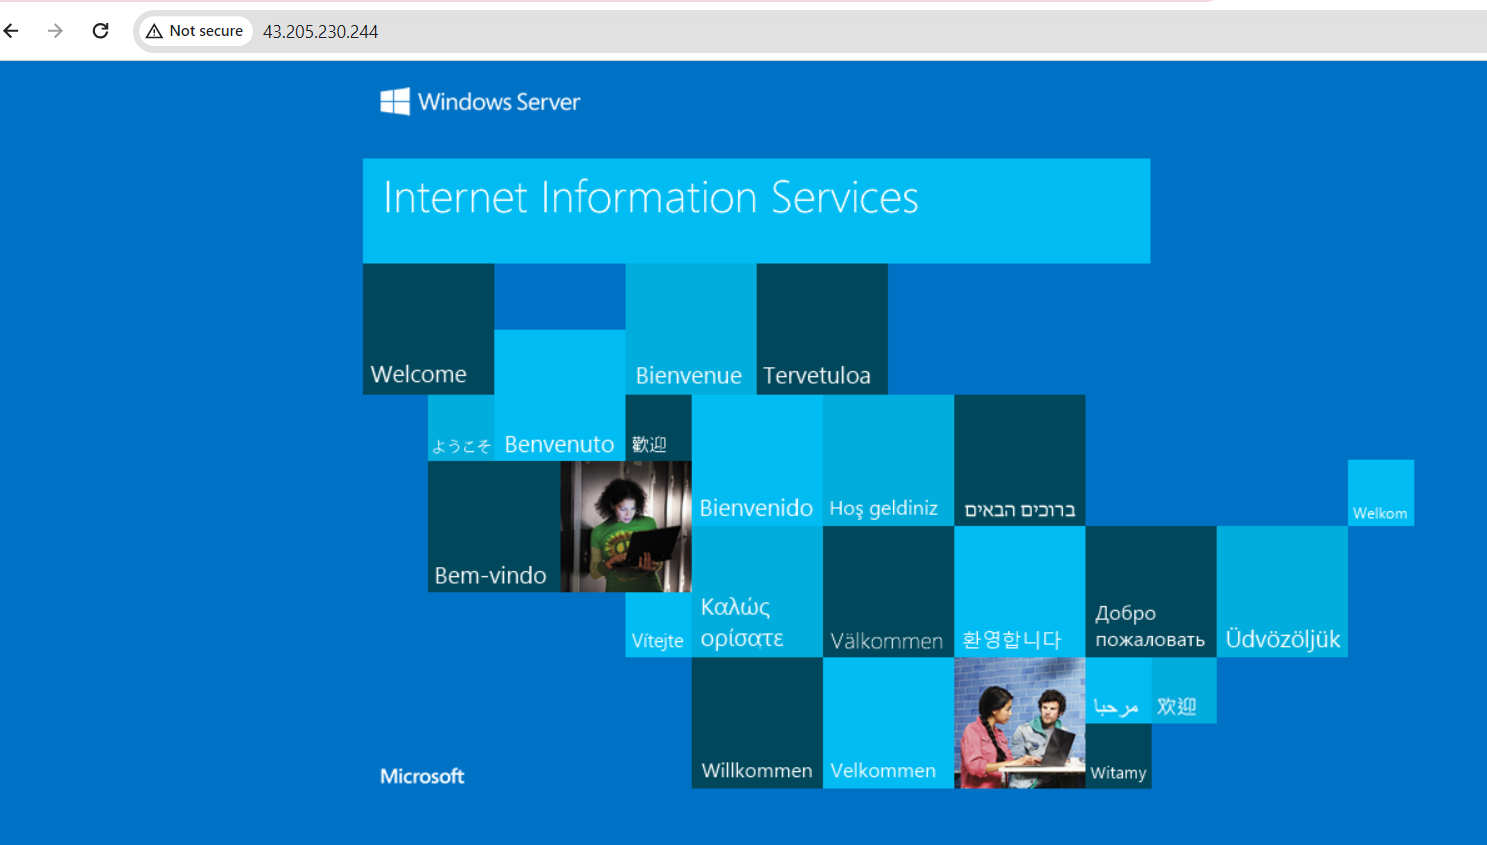 Not secure
43.205.230.244
Windows Server
Internet Information Services
Welcome
Bienvenue
Tervetuloa
ようこそ
Benvenuto
歡迎
Bienvenido
Hoş geldiniz
ברוכים הבאים
Welkom
Bem-vindo
Vítejte
Καλώς
ορίσατε
Välkommen
환영합니다
Добро
пожаловать
Üdvözöljük
Willkommen
Velkommen
مرحبا
欢迎
Witamy
Microsoft